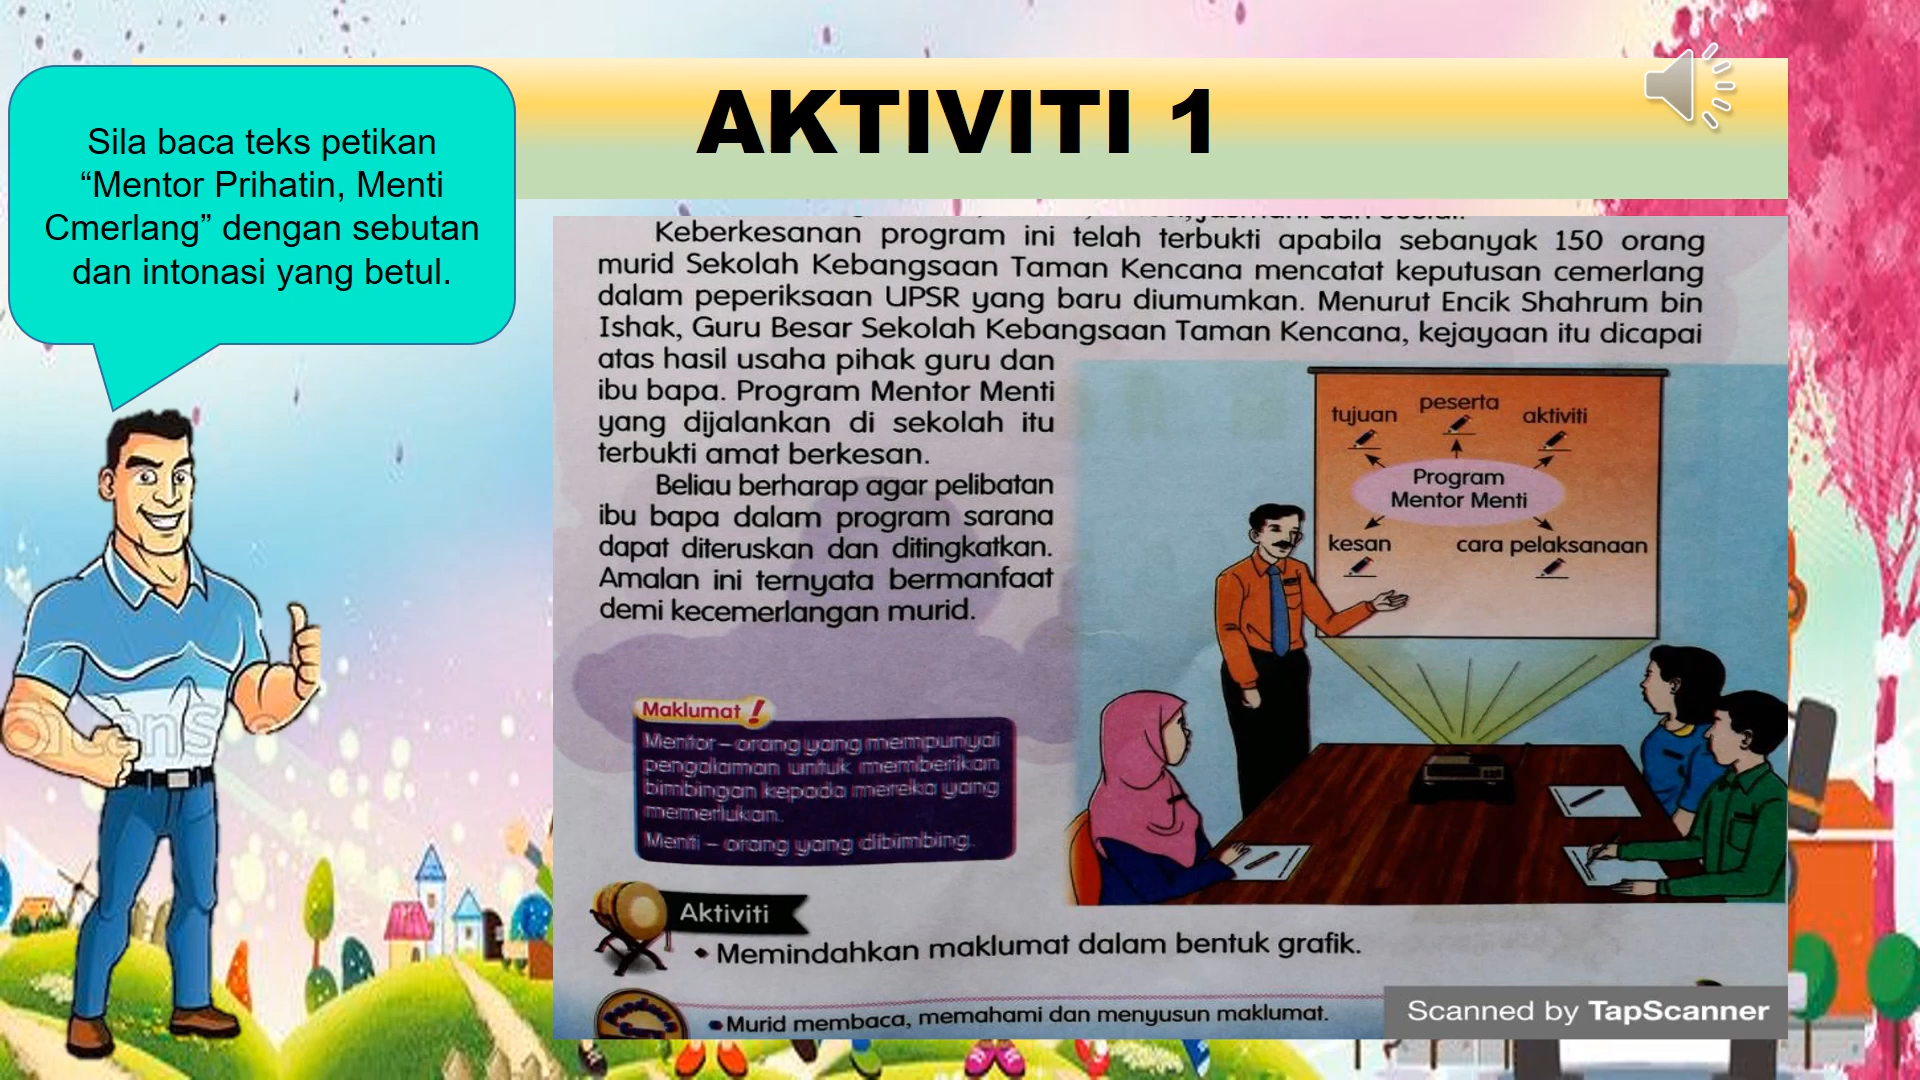 AKTIVITI 1
Sila baca teks petikan
“Mentor Prihatin, Menti
Cmerlang” dengan sebutan
dan intonasi yang betul.
Keberkesanan program ini telah terbukti apabila sebanyak 150 orang
murid Sekolah Kebangsaan Taman Kencana mencatat keputusan cemerlang
dalam peperiksaan UPSR yang baru diumumkan. Menurut Encik Shahrum bin
Ishak, Guru Besar Sekolah Kebangsaan Taman Kencana, kejayaan itu dicapai
atas hasil usaha pihak guru dan
ibu bapa. Program Mentor Menti
yang dijalankan di sekolah itu
terbukti amat berkesan.
Beliau berharap agar pelibatan
ibu bapa dalam program sarana
dapat diteruskan dan ditingkatkan.
Amalan ini ternyata bermanfaat
demi kecemerlangan murid.
tujuan
peserta
aktiviti
Program
Mentor Menti
kesan
cara pelaksanaan
Maklumat !
Mentor – orang yang mempunyai
pengalaman untuk memberikan
bimbingan kepada mereka yang
memerlukan.
Menti – orang yang dibimbing.
Aktiviti
• Memindahkan maklumat dalam bentuk grafik.
• Murid membaca, memahami dan menyusun maklumat.
Scanned by TapScanner